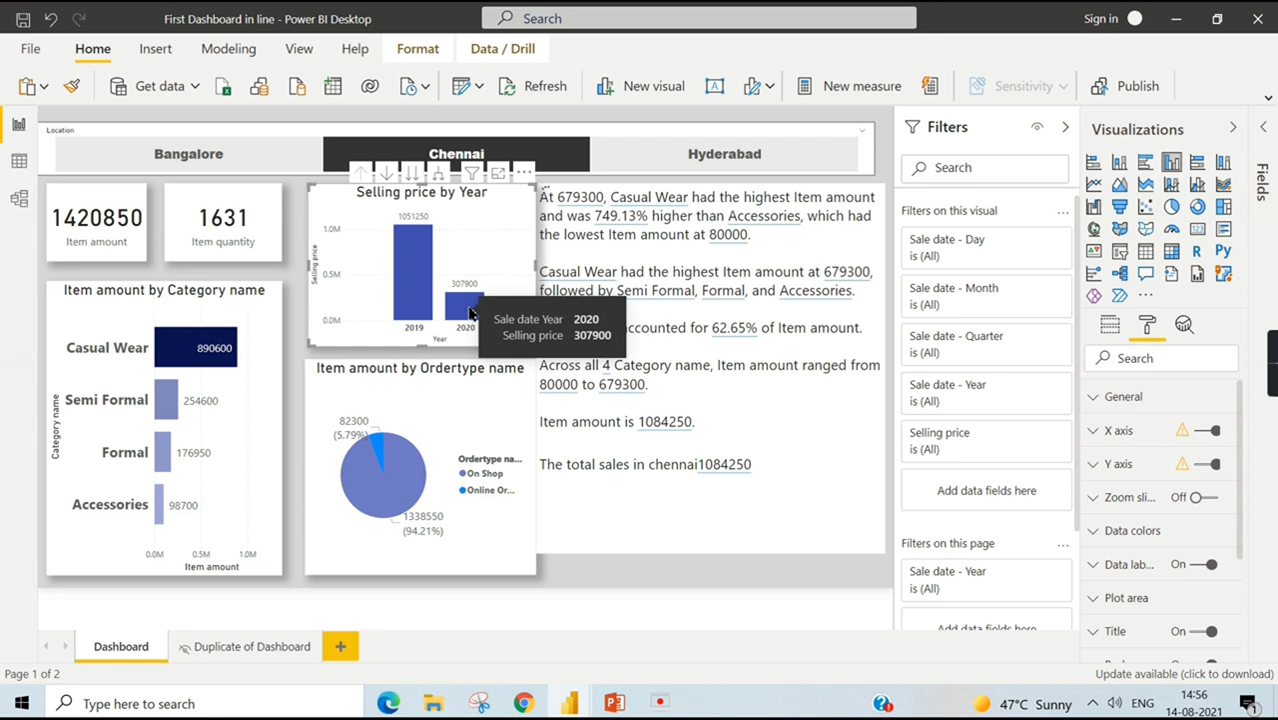 First Dashboard in line - Power BI Desktop
Search
Sign in
File
Home
Insert
Modeling
View
Help
Format
Data / Drill
Get data
Refresh
New visual
New measure
Sensitivity
Publish
Location
Bangalore
Chennai
Hyderabad
1420850
Item amount
1631
Item quantity
Item amount by Category name
Category name
Casual Wear
890600
Semi Formal
254600
Formal
176950
Accessories
98700
0.0M
0.5M
1.0M
Item amount
Selling price by Year
Selling price
1051250
1.0M
0.5M
307900
0.0M
2019
2020
Year
Sale date Year 2020
Selling price 307900
Item amount by Ordertype name
82300
(5.79%)
1338550
(94.21%)
Ordertype na...
On Shop
Online Or...
At 679300, Casual Wear had the highest Item amount
and was 749.13% higher than Accessories, which had
the lowest Item amount at 80000.
Casual Wear had the highest Item amount at 679300,
followed by Semi Formal, Formal, and Accessories.
accounted for 62.65% of Item amount.
Across all 4 Category name, Item amount ranged from
80000 to 679300.
Item amount is 1084250.
The total sales in chennai1084250
Filters
Search
Filters on this visual
...
Sale date - Day
is (All)
Sale date - Month
is (All)
Sale date - Quarter
is (All)
Sale date - Year
is (All)
Selling price
is (All)
Add data fields here
Filters on this page
...
Sale date - Year
is (All)
Add data fields here
Visualizations
R
Py
...
Search
General
X axis
Y axis
Zoom sli...
Off
Data colors
Data lab...
On
Plot area
Title
On
Fields
Dashboard
Duplicate of Dashboard
Page 1 of 2
Update available (click to download)
Type here to search
47°C Sunny
ENG
14:56
14-08-2021
1